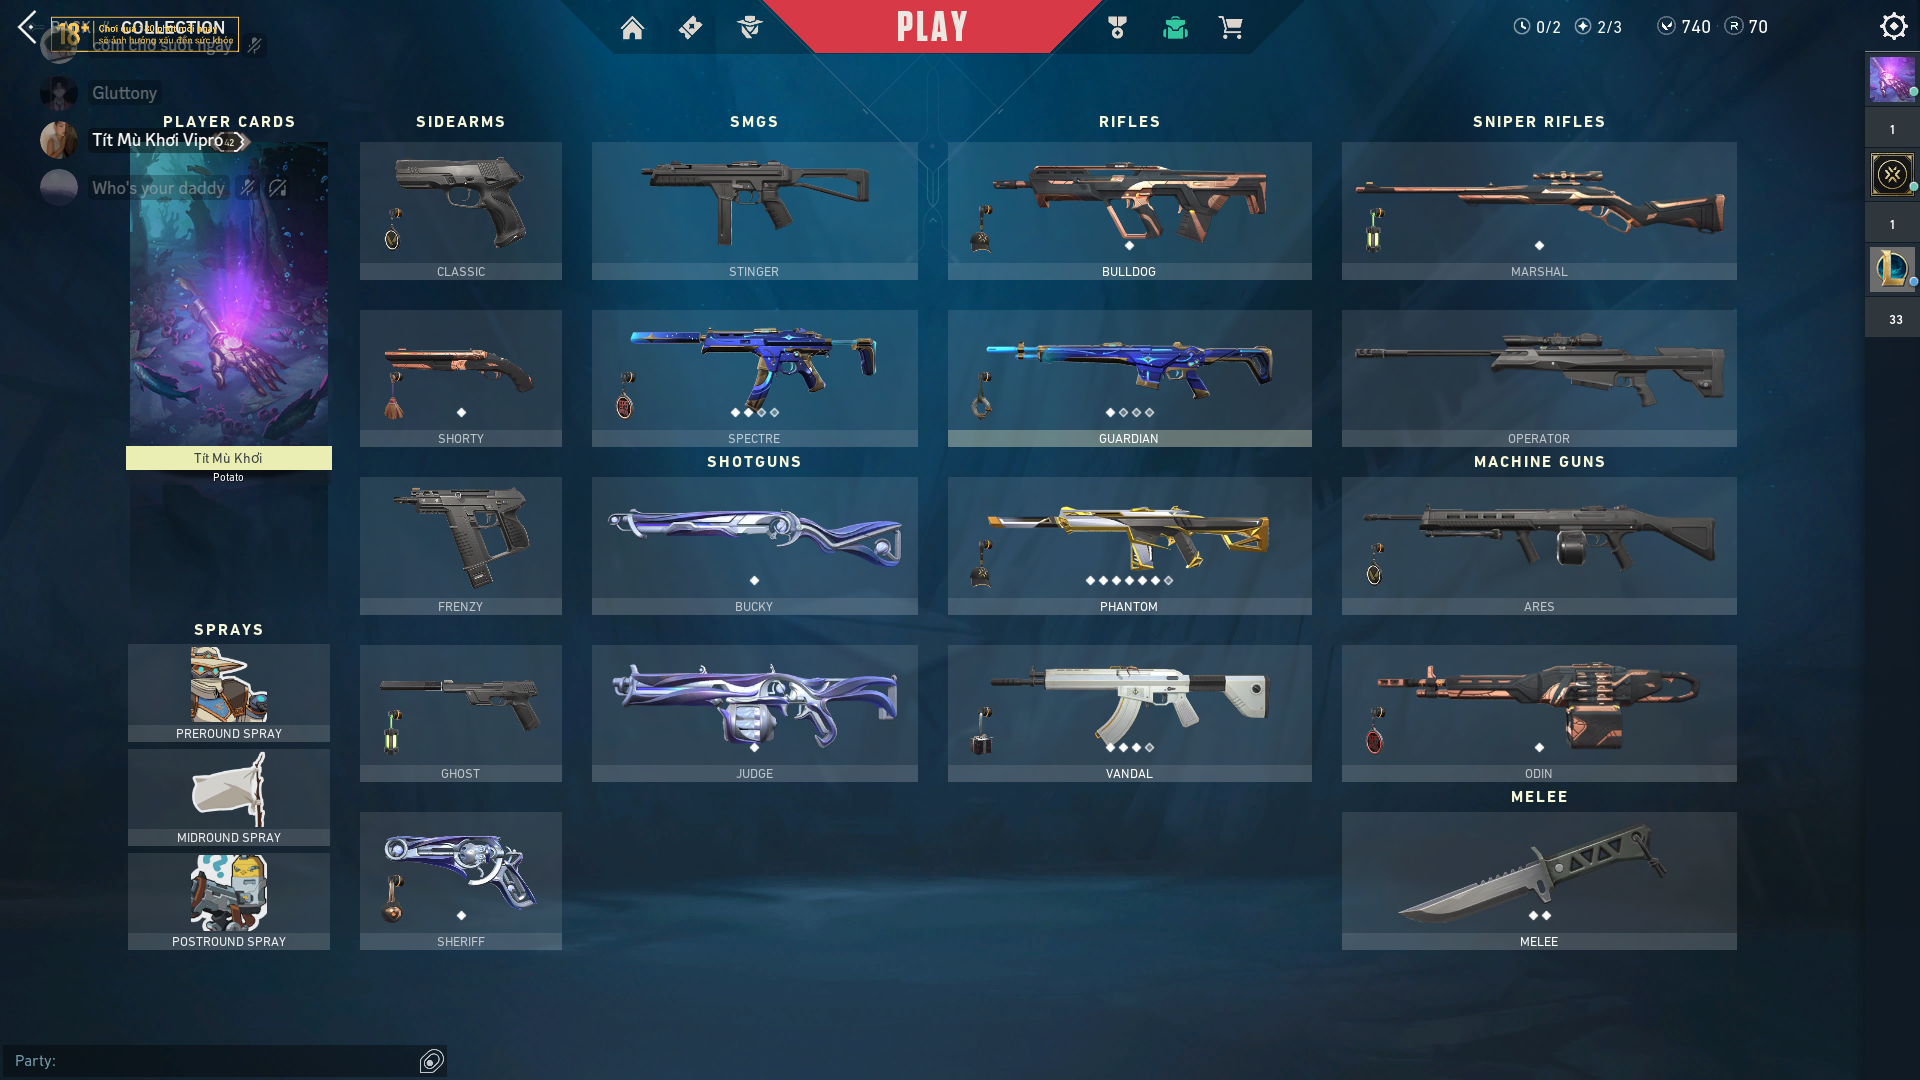 COLLECTION
18+
PLAY
0/2
2/3
740
70
Gluttony
Tít Mù Khơi Vipro
42
Who's your daddy
PLAYER CARDS
SIDEARMS
SMGS
RIFLES
SNIPER RIFLES
CLASSIC
STINGER
BULLDOG
MARSHAL
1
1
33
SHORTY
SPECTRE
GUARDIAN
OPERATOR
Tít Mù Khơi
Potato
SHOTGUNS
MACHINE GUNS
FRENZY
BUCKY
PHANTOM
ARES
SPRAYS
PREROUND SPRAY
GHOST
JUDGE
VANDAL
ODIN
MELEE
MIDROUND SPRAY
POSTROUND SPRAY
SHERIFF
MELEE
Party: